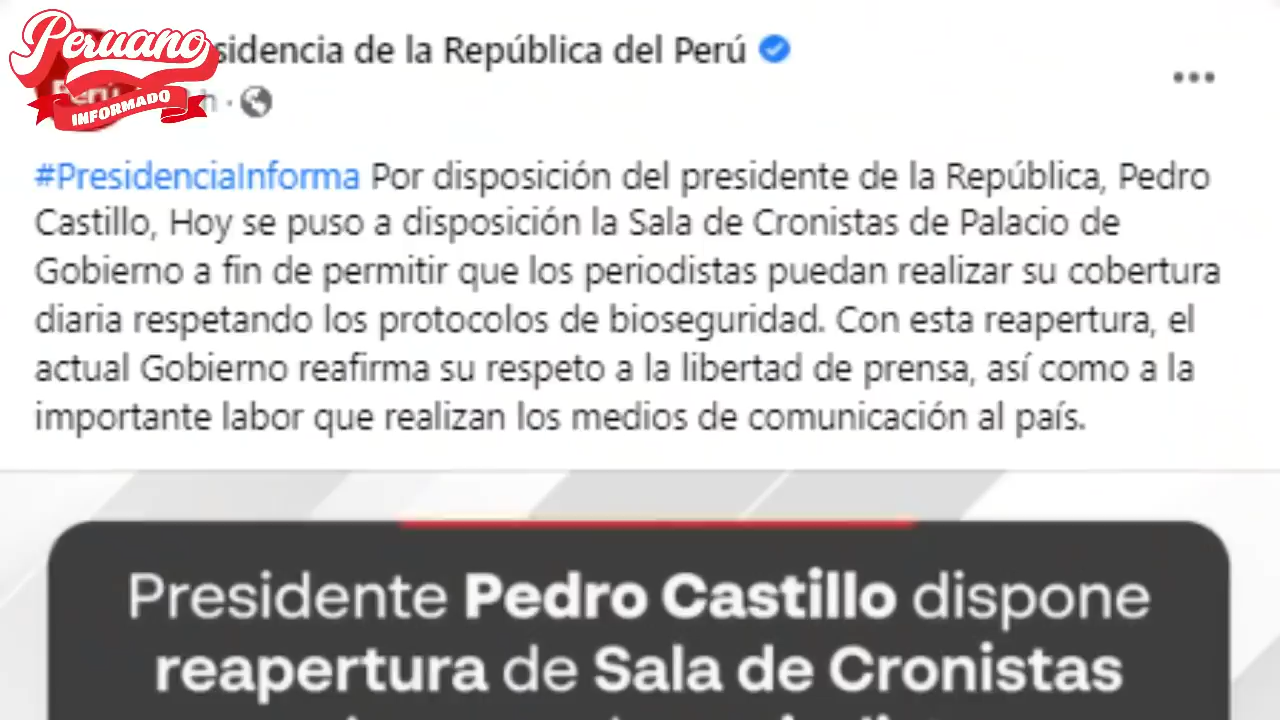 Peruano
INFORMADO
sidencia de la República del Perú
Perú
h ·
#PresidenciaInforma Por disposición del presidente de la República, Pedro
Castillo, Hoy se puso a disposición la Sala de Cronistas de Palacio de
Gobierno a fin de permitir que los periodistas puedan realizar su cobertura
diaria respetando los protocolos de bioseguridad. Con esta reapertura, el
actual Gobierno reafirma su respeto a la libertad de prensa, así como a la
importante labor que realizan los medios de comunicación al país.
Presidente Pedro Castillo dispone
reapertura de Sala de Cronistas